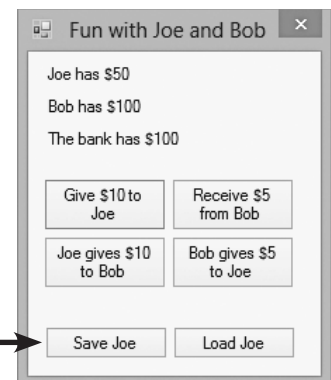 Fun with Joe and Bob
Joe has $50
Bob has $100
The bank has $100
Give $10 to
Joe
Receive $5
from Bob
Joe gives $10
to Bob
Bob gives $5
to Joe
Save Joe
Load Joe